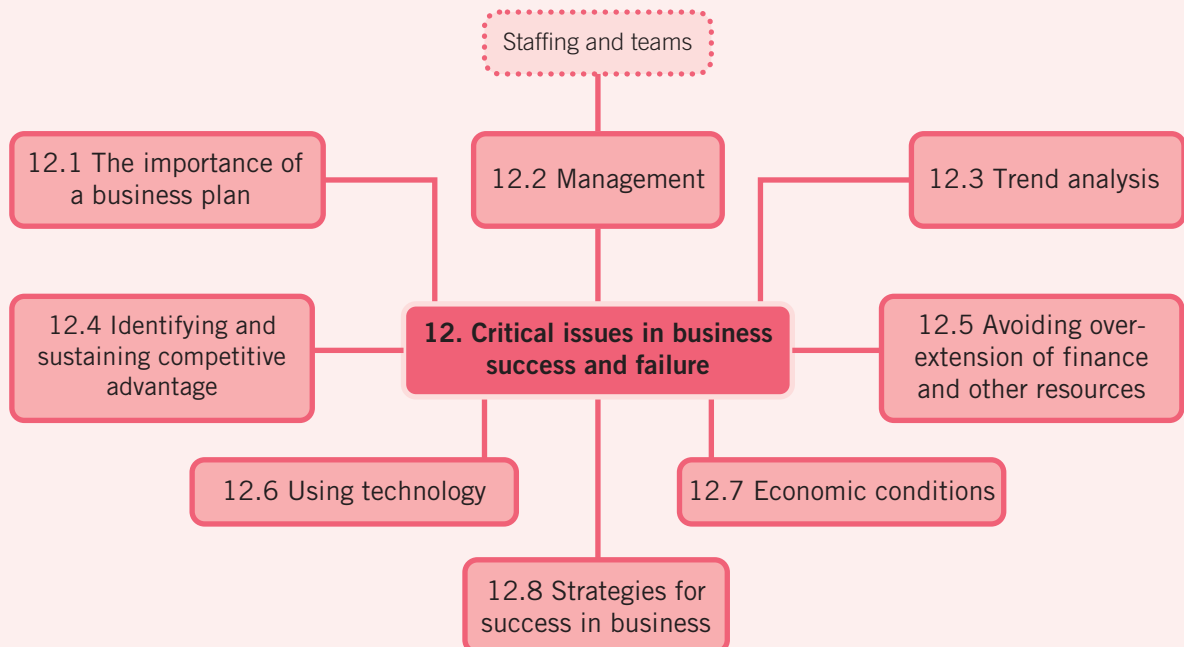 Staffing and teams
12.1 The importance of
a business plan
12.2 Management
12.3 Trend analysis
12.4 Identifying and
sustaining competitive
advantage
12. Critical issues in business
success and failure
12.5 Avoiding over-
extension of finance
and other resources
12.6 Using technology
12.7 Economic conditions
12.8 Strategies for
success in business